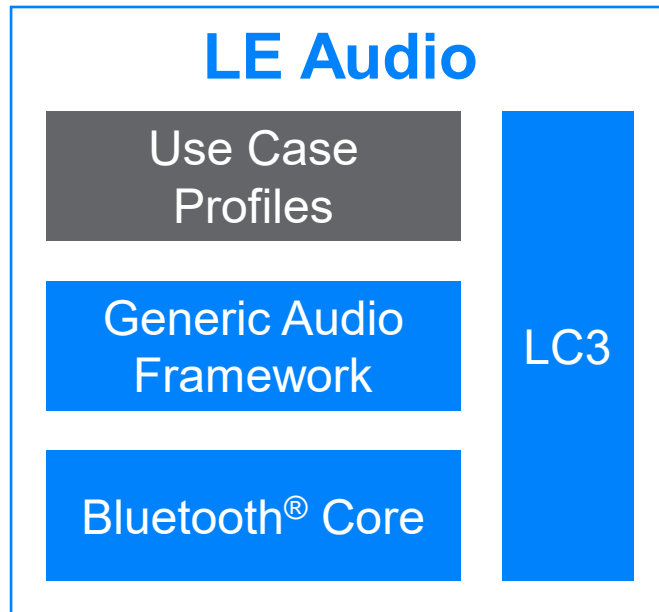 LE Audio
Use Case
Profiles
Generic Audio
Framework
LC3
Bluetooth® Core